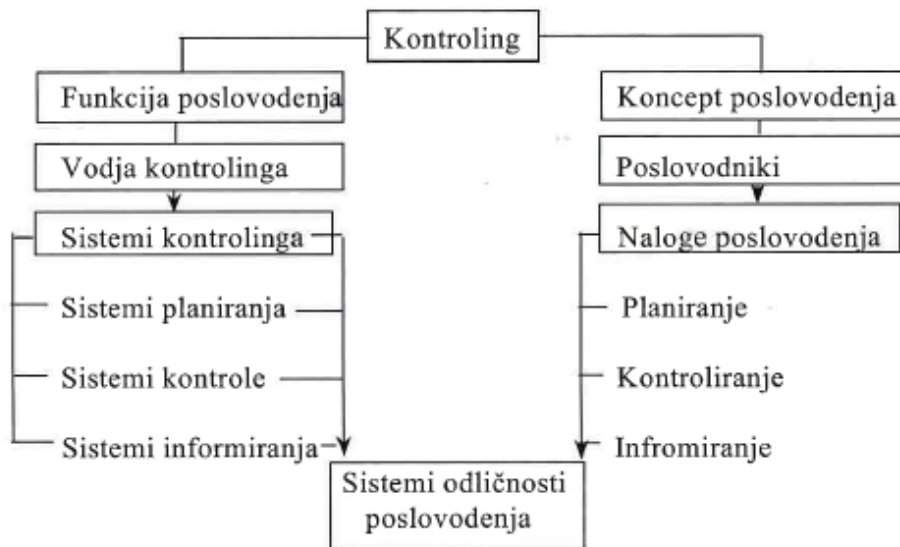 Kontroling
Funkcija poslovodenja
Koncept poslovodenja
Vodja kontrolinga
Poslovodniki
Sistemi kontrolinga
Naloge poslovodenja
Sistemi planiranja
Planiranje
Sistemi kontrole
Kontroliranje
Sistemi informiranja
Infromiranje
Sistemi odličnosti
poslovodenja